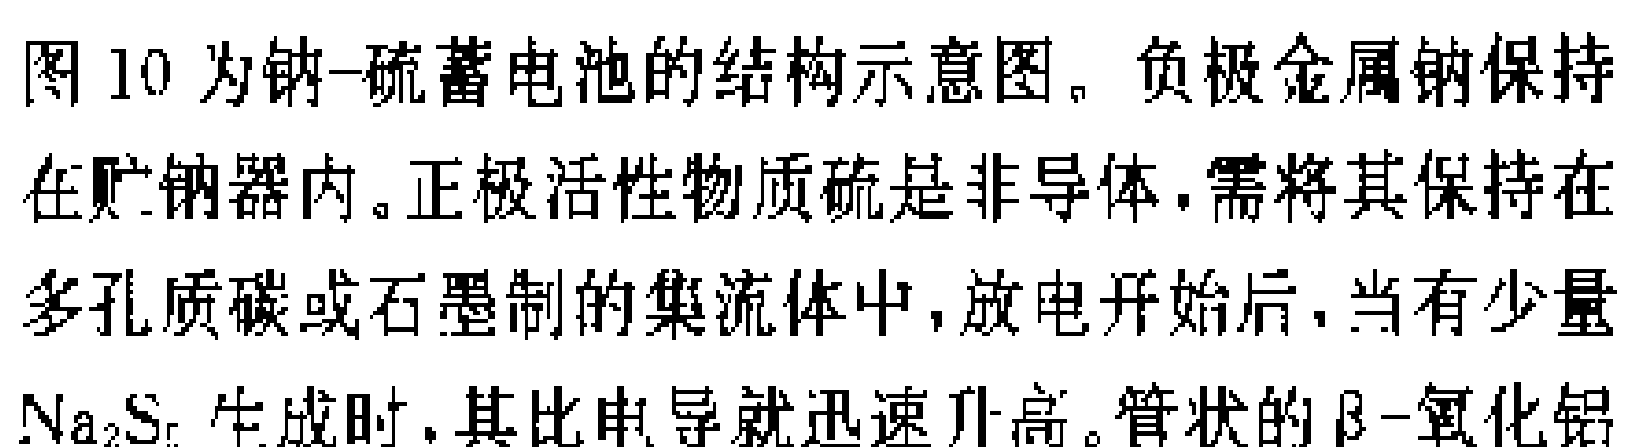 图 10 为钠-硫蓄电池的结构示意图。负极金属钠保持
在贮钠器内。正极活性物质硫是非导体,需将其保持在
多孔质碳或石墨制的集流体中,放电开始后,当有少量
Na₂S₅ 生成时,其比电导就迅速升高。管状的 β-氧化铝